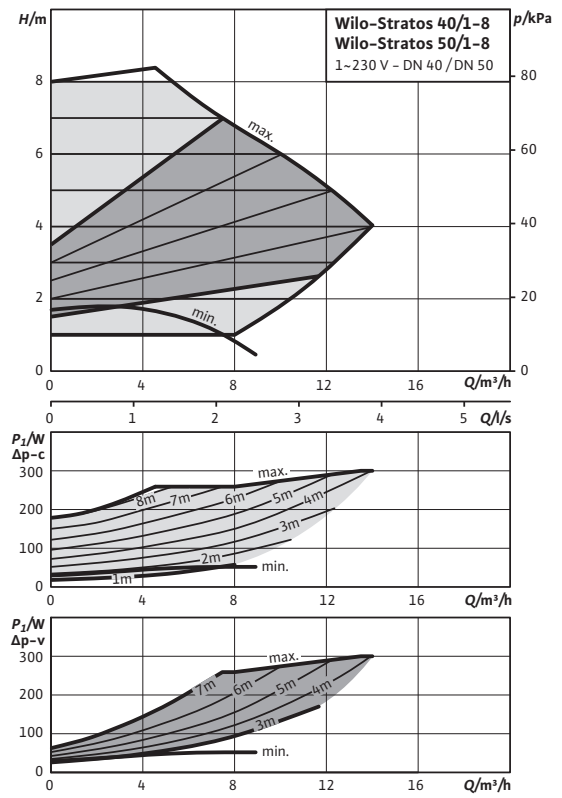 H/m
p/kPa
Wilo-Stratos 40/1-8
Wilo-Stratos 50/1-8
1~230 V - DN 40 / DN 50
8
80
max.
6
60
4
40
2
20
min.
0
0
0 4 8 12 16 Q/m³/h
0 1 2 3 4 5 Q/l/s
P₁/W
Δp-c
300
max.
8m 7m 6m 5m 4m
200
3m
100
2m
min.
1m
0
0 4 8 12 16 Q/m³/h
P₁/W
Δp-v
300
max.
7m 6m 5m 4m
200
3m
100
min.
0
0 4 8 12 16 Q/m³/h